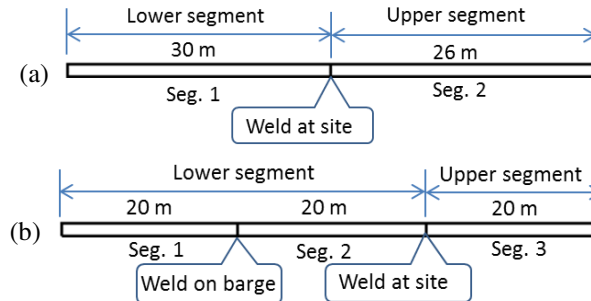 Lower segment Upper segment
30 m 26 m
(a)
Seg. 1 Seg. 2
Weld at site
Lower segment Upper segment
20 m 20 m 20 m
(b)
Seg. 1 Seg. 2 Seg. 3
Weld on barge Weld at site